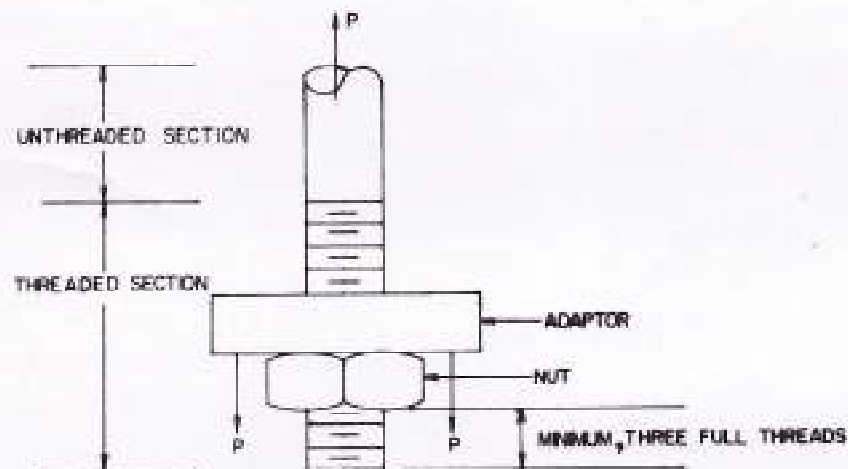 P
UNTHREADED SECTION
THREADED SECTION
ADAPTOR
NUT
P
P
MINIMUM, THREE FULL THREADS